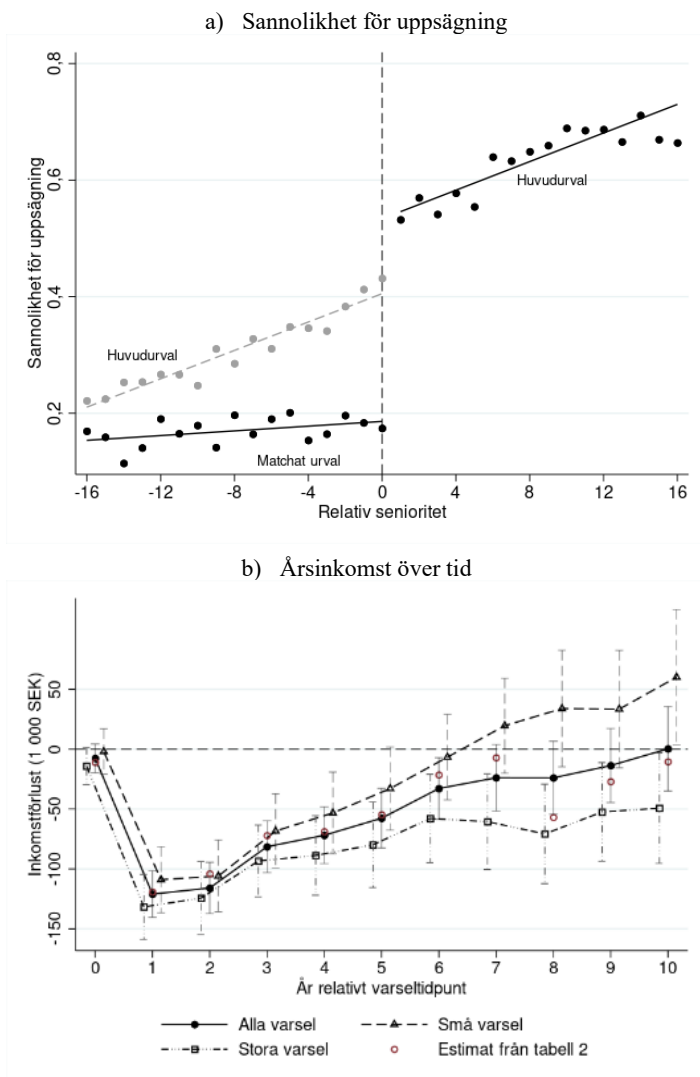 a) Sannolikhet för uppsägning
Sannolikhet för uppsägning
0,8
0,6
0,4
0,2
Huvudurval
Huvudurval
Matchat urval
-16 -12 -8 -4 0 4 8 12 16
Relativ senioritet
b) Årsinkomst över tid
Inkomstförlust (1 000 SEK)
50
0
-50
-100
-150
0 1 2 3 4 5 6 7 8 9 10
År relativt varseltidpunt
Alla varsel Små varsel
Stora varsel Estimat från tabell 2